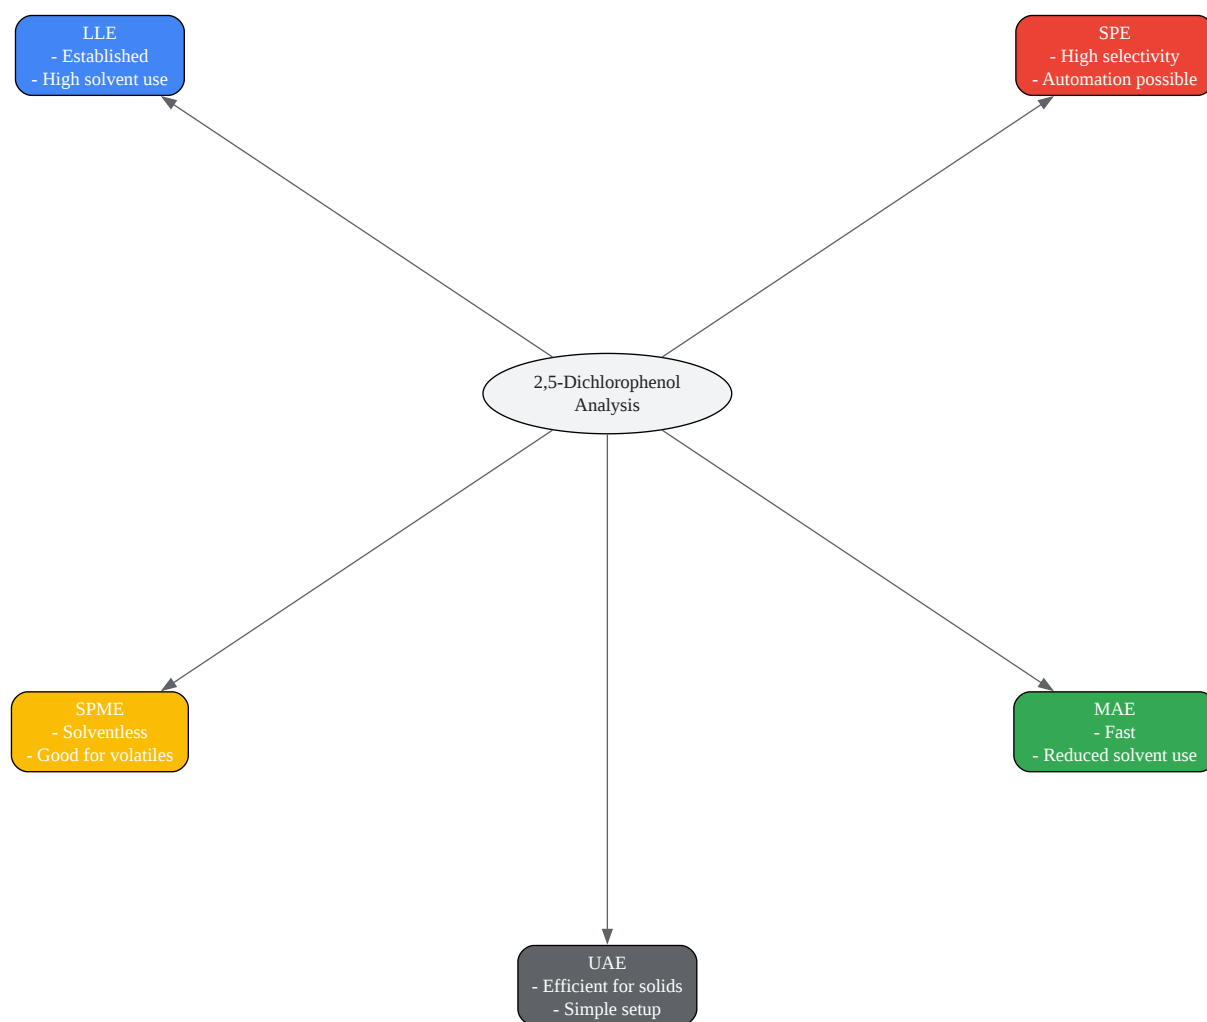 LLE
- Established
- High solvent use
SPE
- High selectivity
- Automation possible
2,5-Dichlorophenol
Analysis
SPME
- Solventless
- Good for volatiles
MAE
- Fast
- Reduced solvent use
UAE
- Efficient for solids
- Simple setup